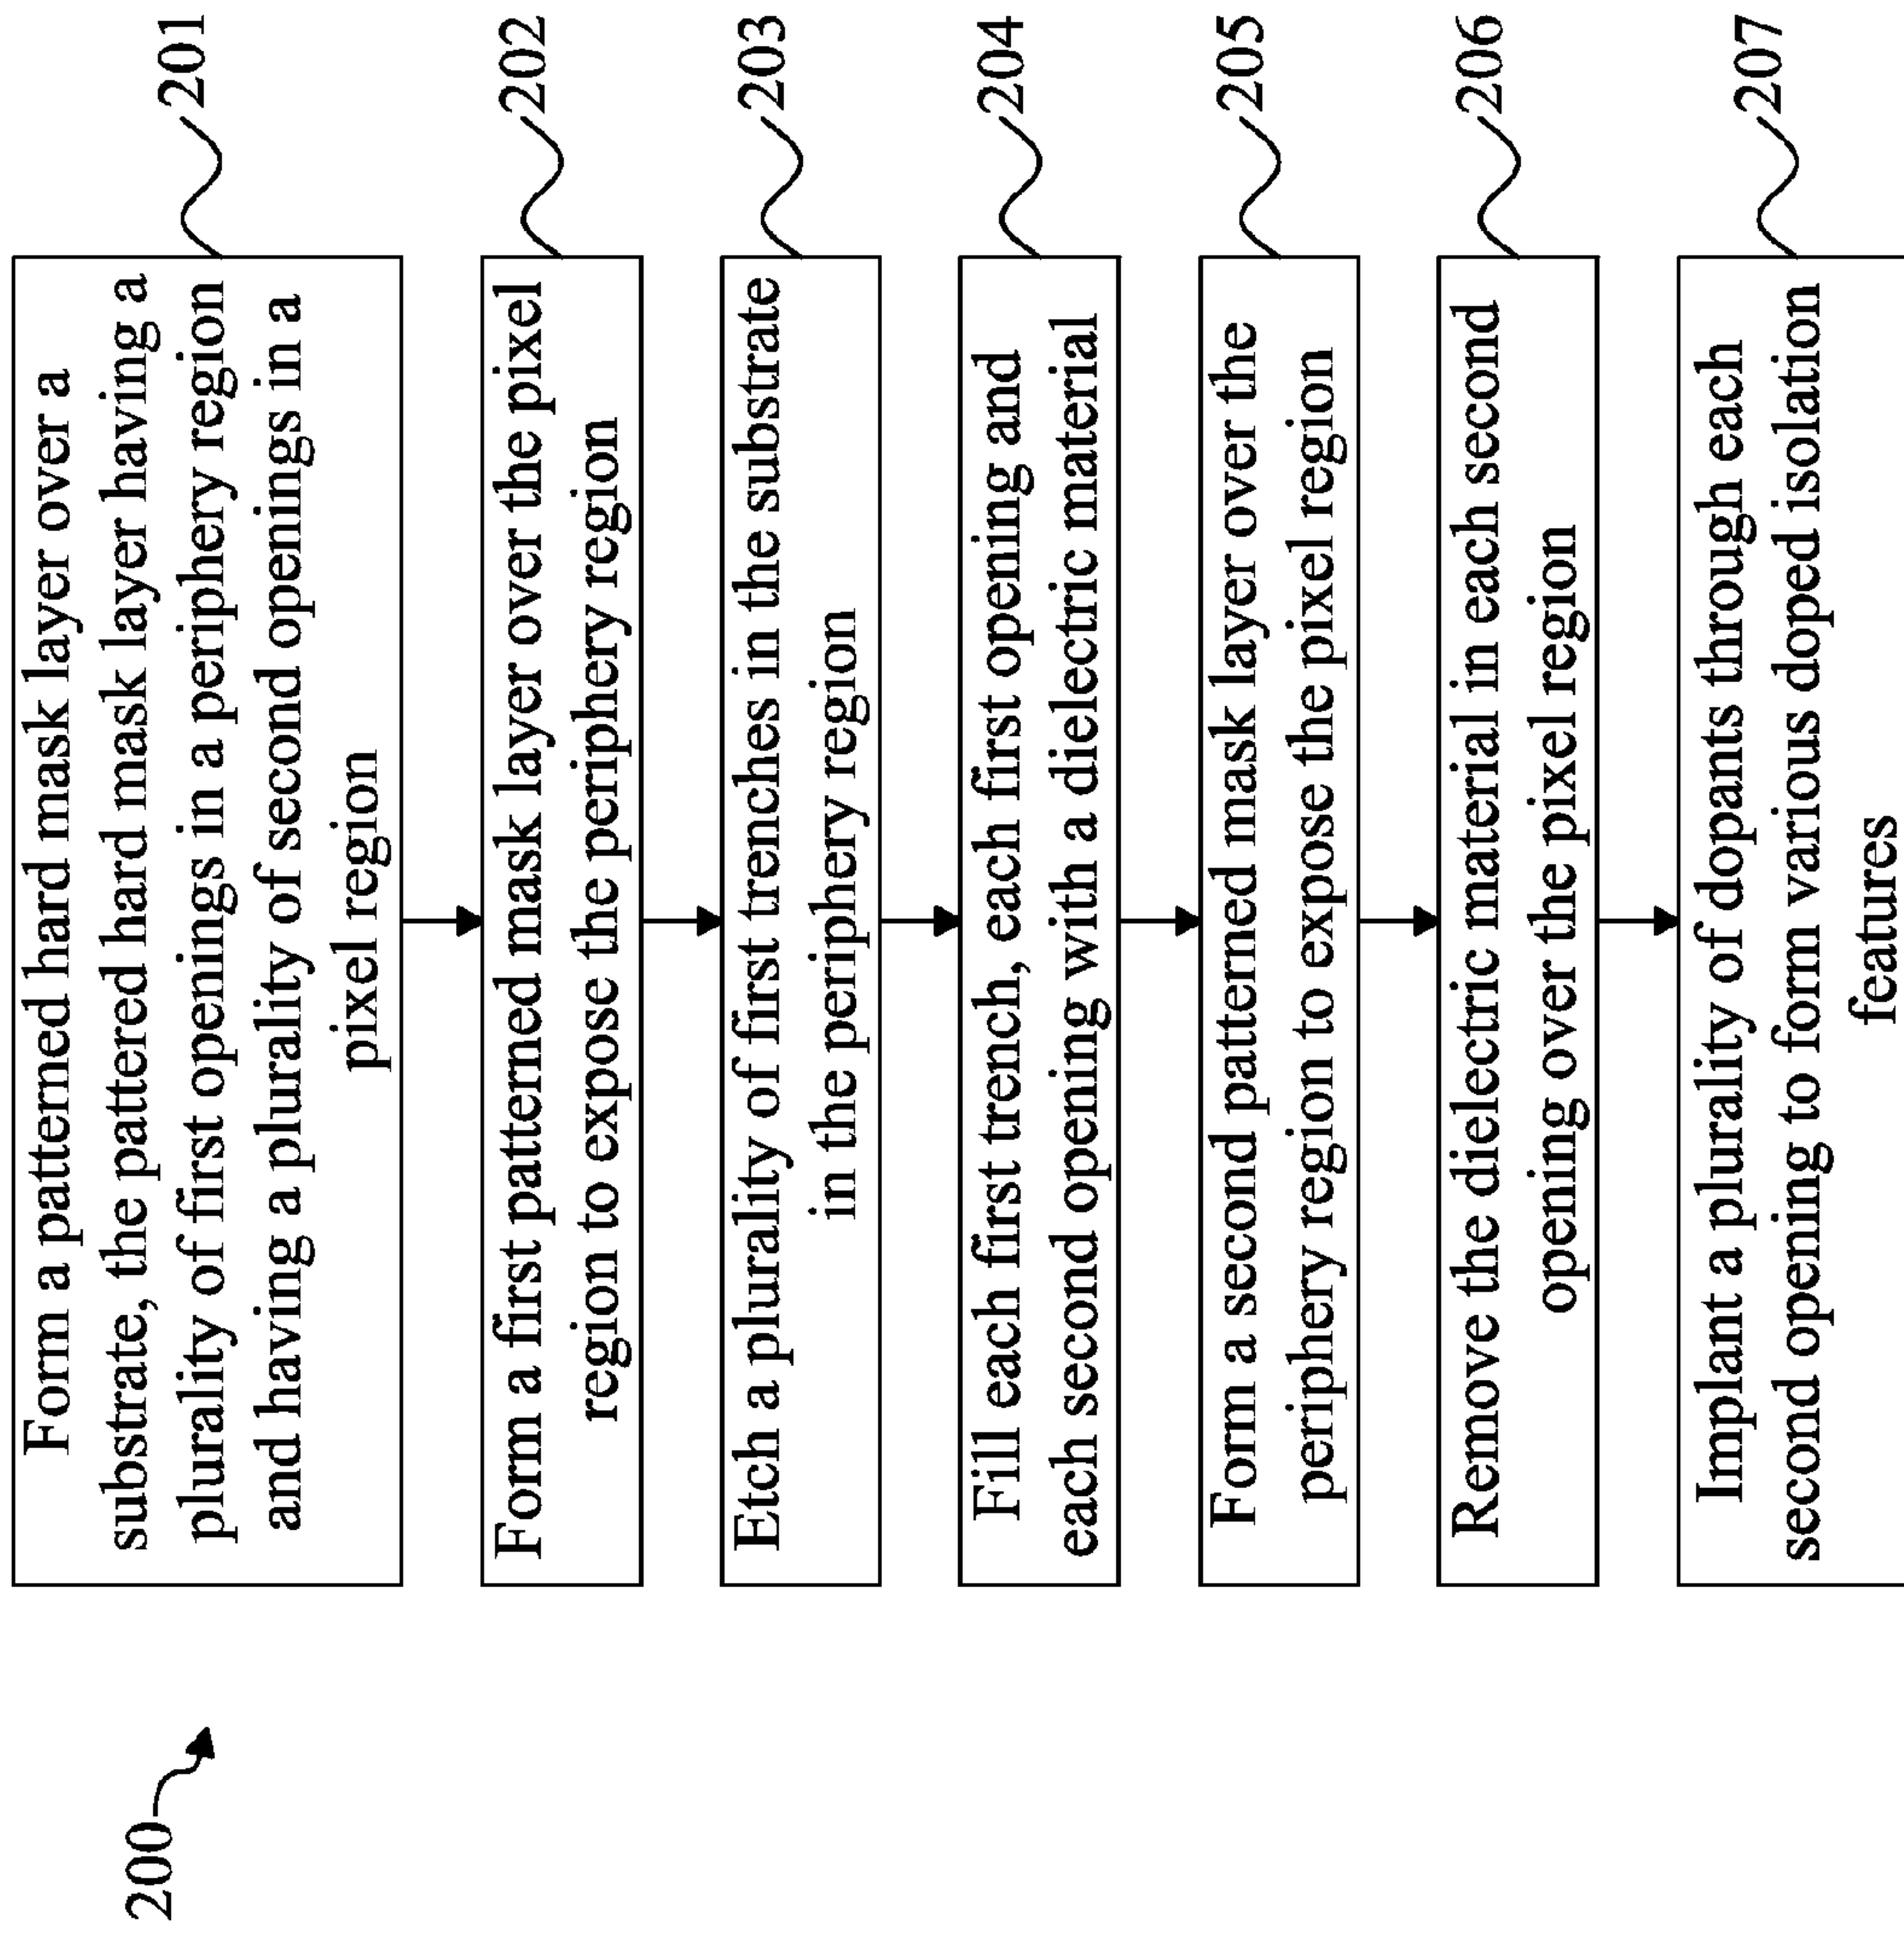 200
Form a patterned hard mask layer over a
substrate, the pattered hard mask layer having a
plurality of first openings in a periphery region
and having a plurality of second openings in a
pixel region
201
Form a first patterned mask layer over the pixel
region to expose the periphery region
202
Etch a plurality of first trenches in the substrate
in the periphery region
203
Fill each first trench, each first opening and
each second opening with a dielectric material
204
Form a second patterned mask layer over the
periphery region to expose the pixel region
205
Remove the dielectric material in each second
opening over the pixel region
206
Implant a plurality of dopants through each
second opening to form various doped isolation
features
207